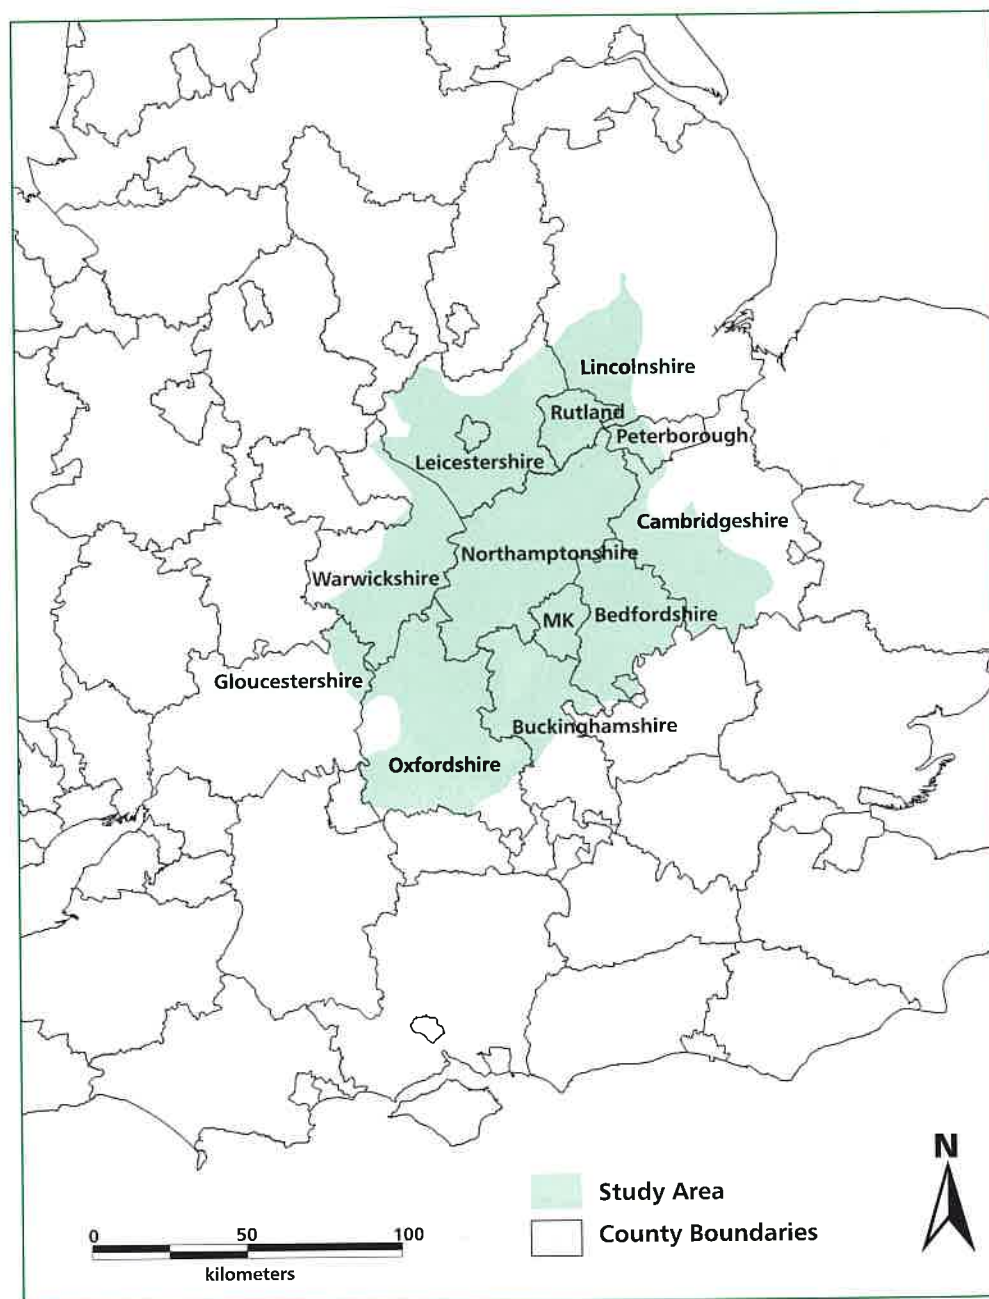 Lincolnshire
Rutland
Peterborough
Leicestershire
Cambridgeshire
Northamptonshire
Warwickshire
MK
Bedfordshire
Gloucestershire
Buckinghamshire
Oxfordshire
N
Study Area
County Boundaries
0 50 100
kilometers